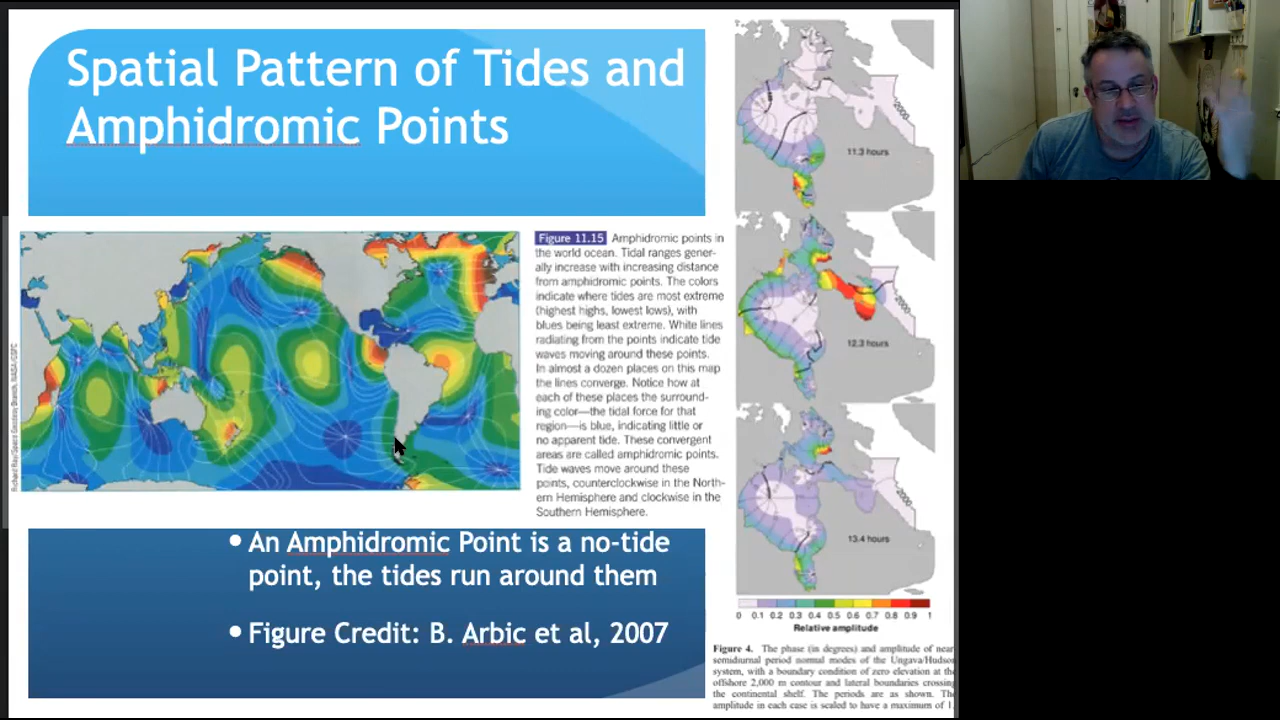 Spatial Pattern of Tides and
Amphidromic Points
Figure 11.15 Amphidromic points in
the world ocean. Tidal ranges gener-
ally increase with increasing distance
from amphidromic points. The colors
indicate where tides are most extreme
(highest highs, lowest lows), with
blues being least extreme. White lines
radiating from the points indicate tide
waves moving around these points.
In almost a dozen places on this map
the lines converge. Notice how at
each of these places the surround-
ing color—the tidal force for that
region—is blue, indicating little or
no apparent tide. These convergent
areas are called amphidromic points.
Tide waves move around these
points, counterclockwise in the North-
ern Hemisphere and clockwise in the
Southern Hemisphere.
• An Amphidromic Point is a no-tide
point, the tides run around them
• Figure Credit: B. Arbic et al, 2007
2000
11.3 hours
2000
12.3 hours
2000
13.4 hours
0 0.1 0.2 0.3 0.4 0.5 0.6 0.7 0.8 0.9 1
Relative amplitude
Figure 4. The phase (in degrees) and amplitude of near
semidiurnal period normal modes of the Ungava/Hudson
system, with a boundary condition of zero elevation at the
offshore 2,000 m contour and lateral boundaries crossing
the continental shelf. The periods are as shown. The
amplitude in each case is scaled to have a maximum of 1.